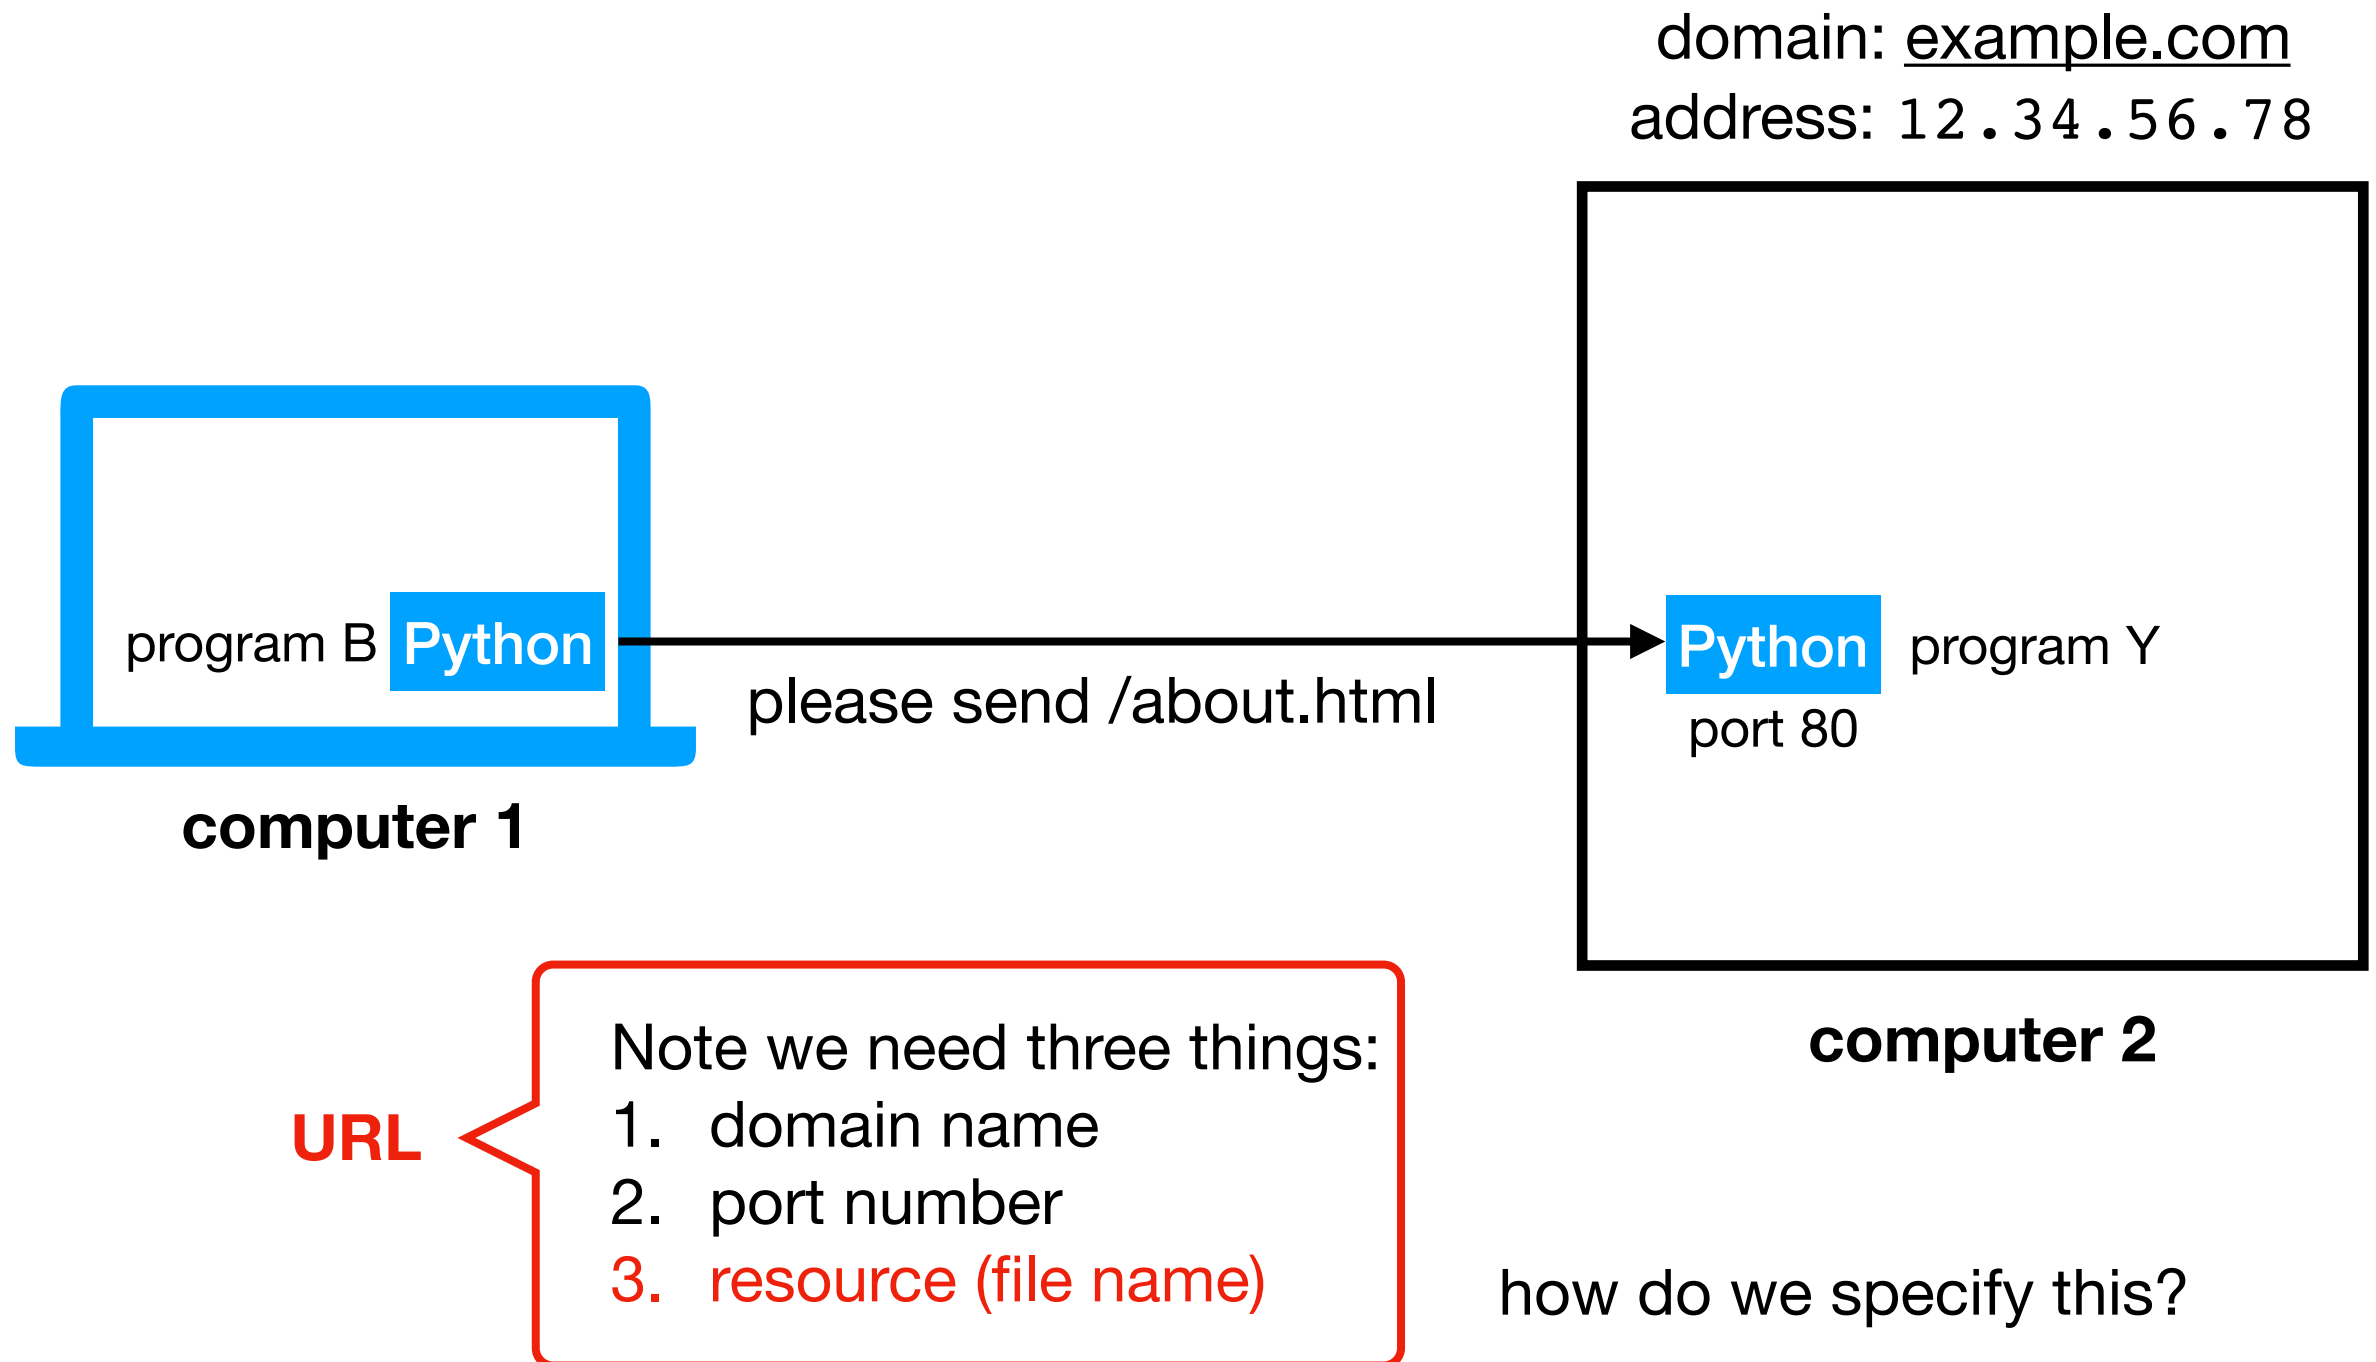 domain: example.com
address: 12.34.56.78
program B Python
Python program Y
please send /about.html
port 80
computer 1
computer 2
URL
Note we need three things:
1. domain name
2. port number
3. resource (file name)
how do we specify this?